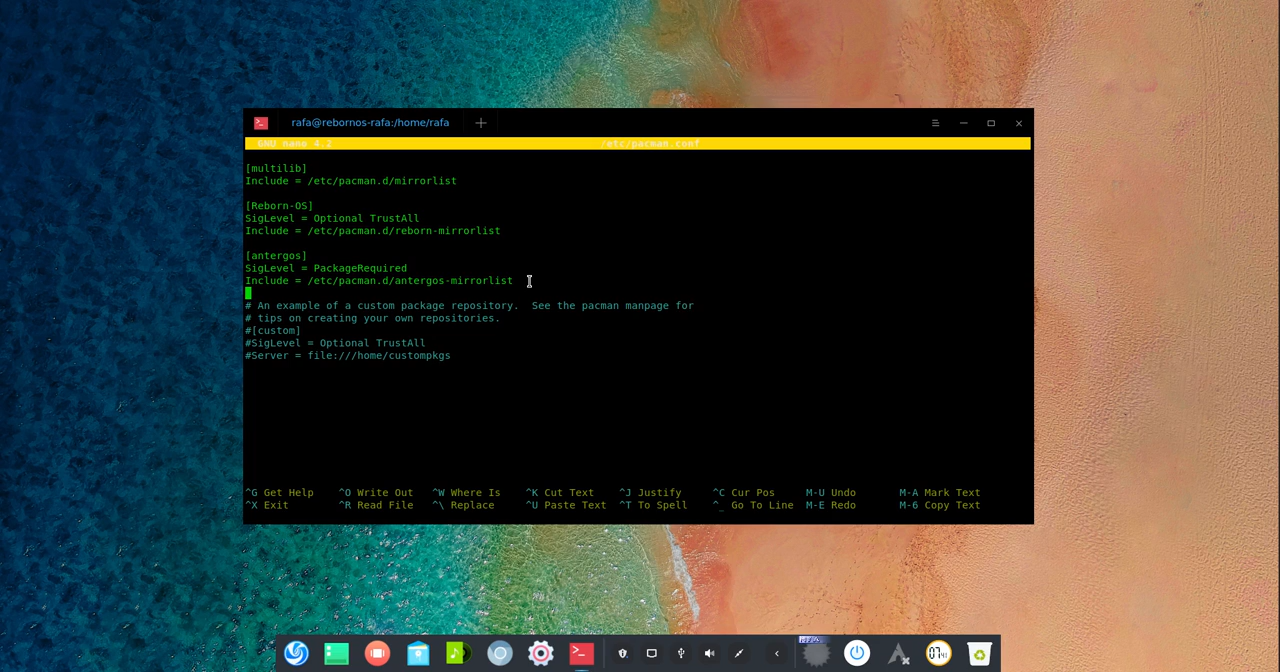 rafa@rebornos-rafa:/home/rafa
GNU nano 4.2 /etc/pacman.conf
[multilib]
Include = /etc/pacman.d/mirrorlist
[Reborn-OS]
SigLevel = Optional TrustAll
Include = /etc/pacman.d/reborn-mirrorlist
[antergos]
SigLevel = PackageRequired
Include = /etc/pacman.d/antergos-mirrorlist
# An example of a custom package repository.  See the pacman manpage for
# tips on creating your own repositories.
#[custom]
#SigLevel = Optional TrustAll
#Server = file:///home/custompkgs
^G Get Help ^O Write Out ^W Where Is ^K Cut Text ^J Justify ^C Cur Pos M-U Undo M-A Mark Text
^X Exit ^R Read File ^\ Replace ^U Paste Text ^T To Spell ^_ Go To Line M-E Redo M-6 Copy Text